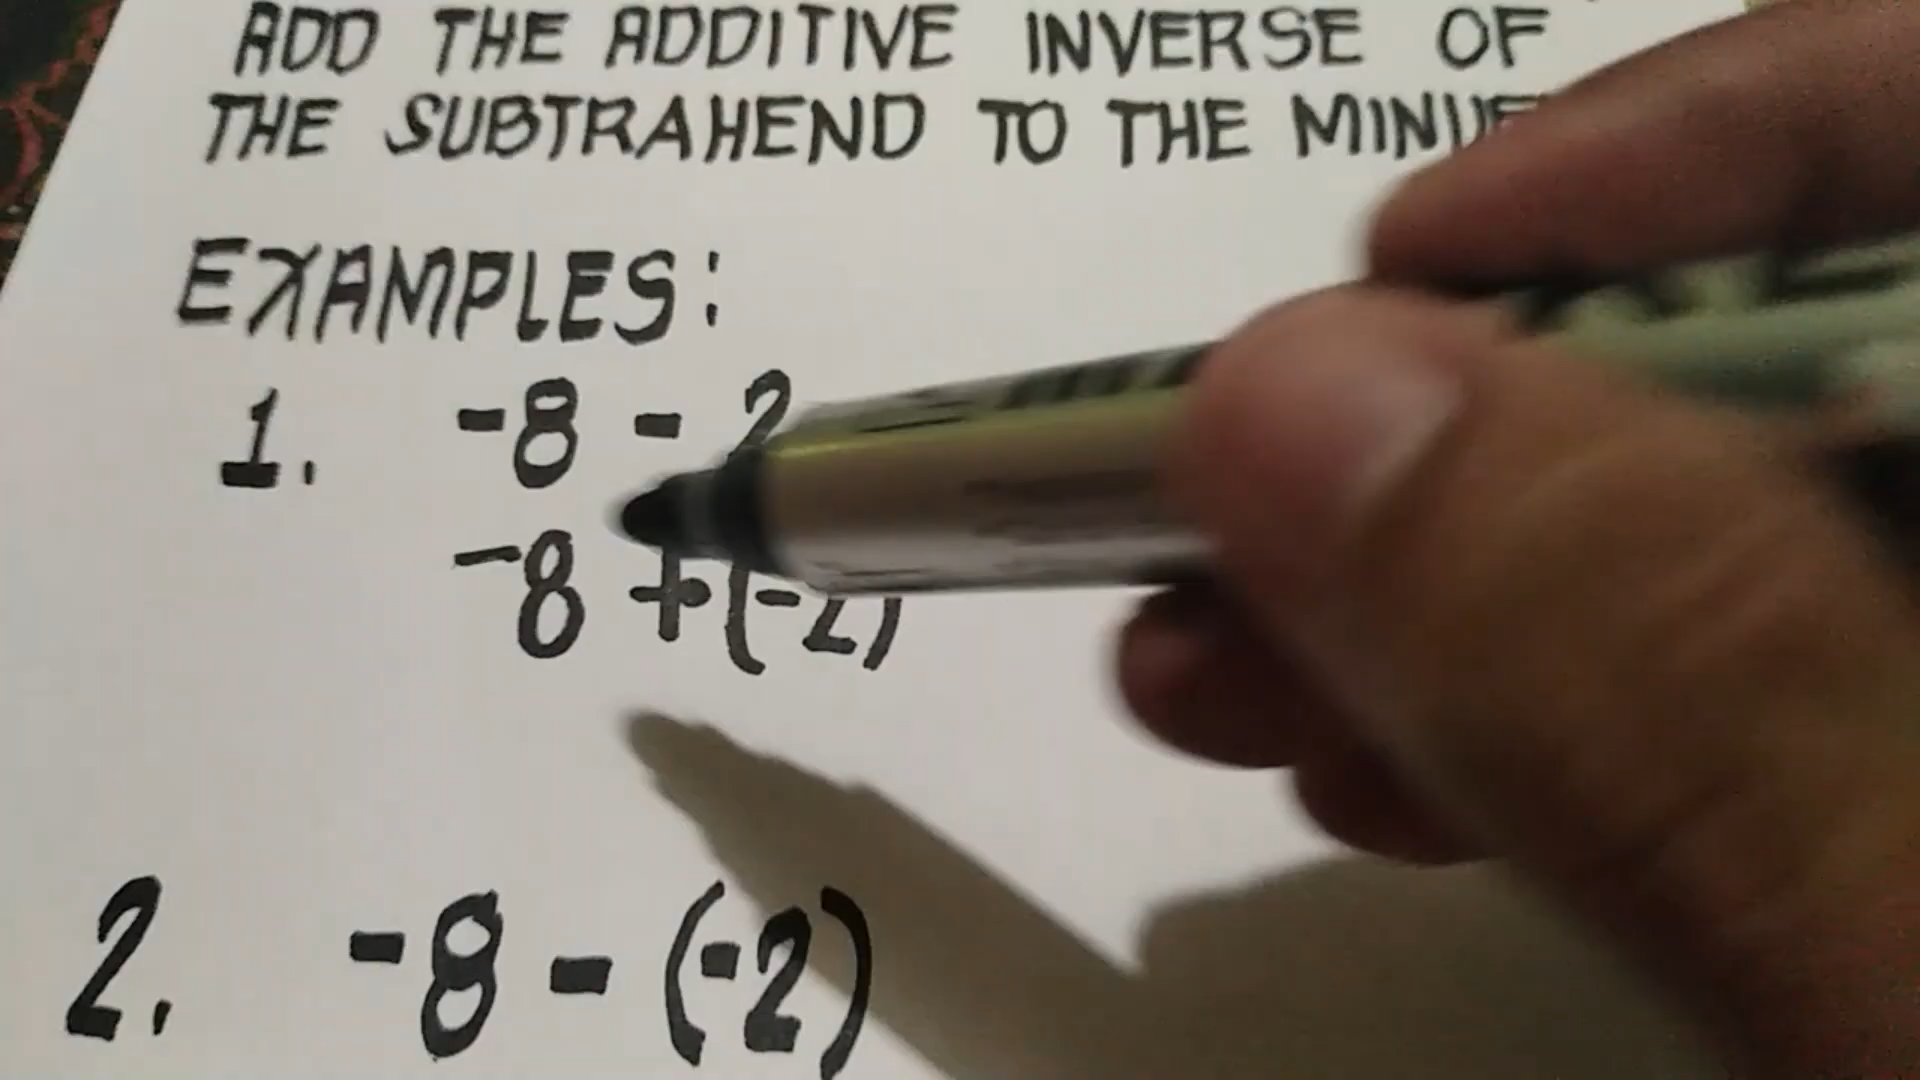 ADD THE ADDITIVE INVERSE OF
THE SUBTRAHEND TO THE
EXAMPLES:
1. -8 - 2
-8 + (-2)
2. -8 - (-2)